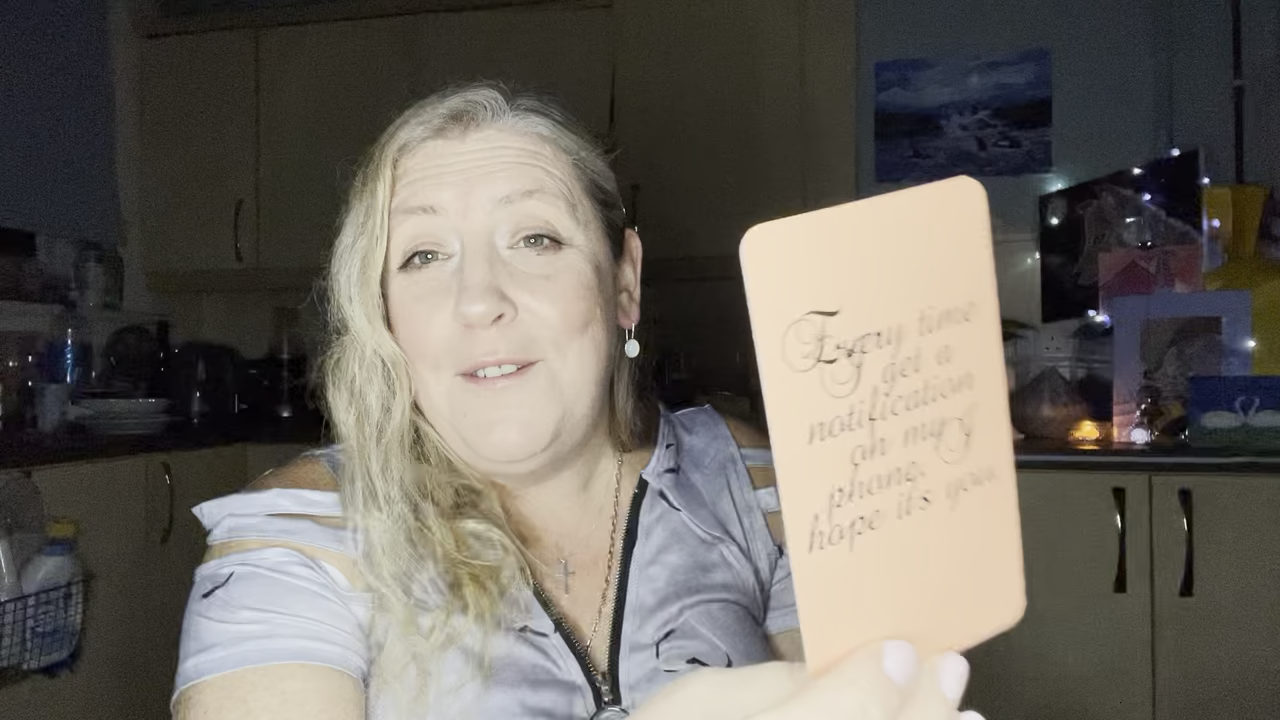 Every time
get a
notification
on my I
phone.
hope it's you.